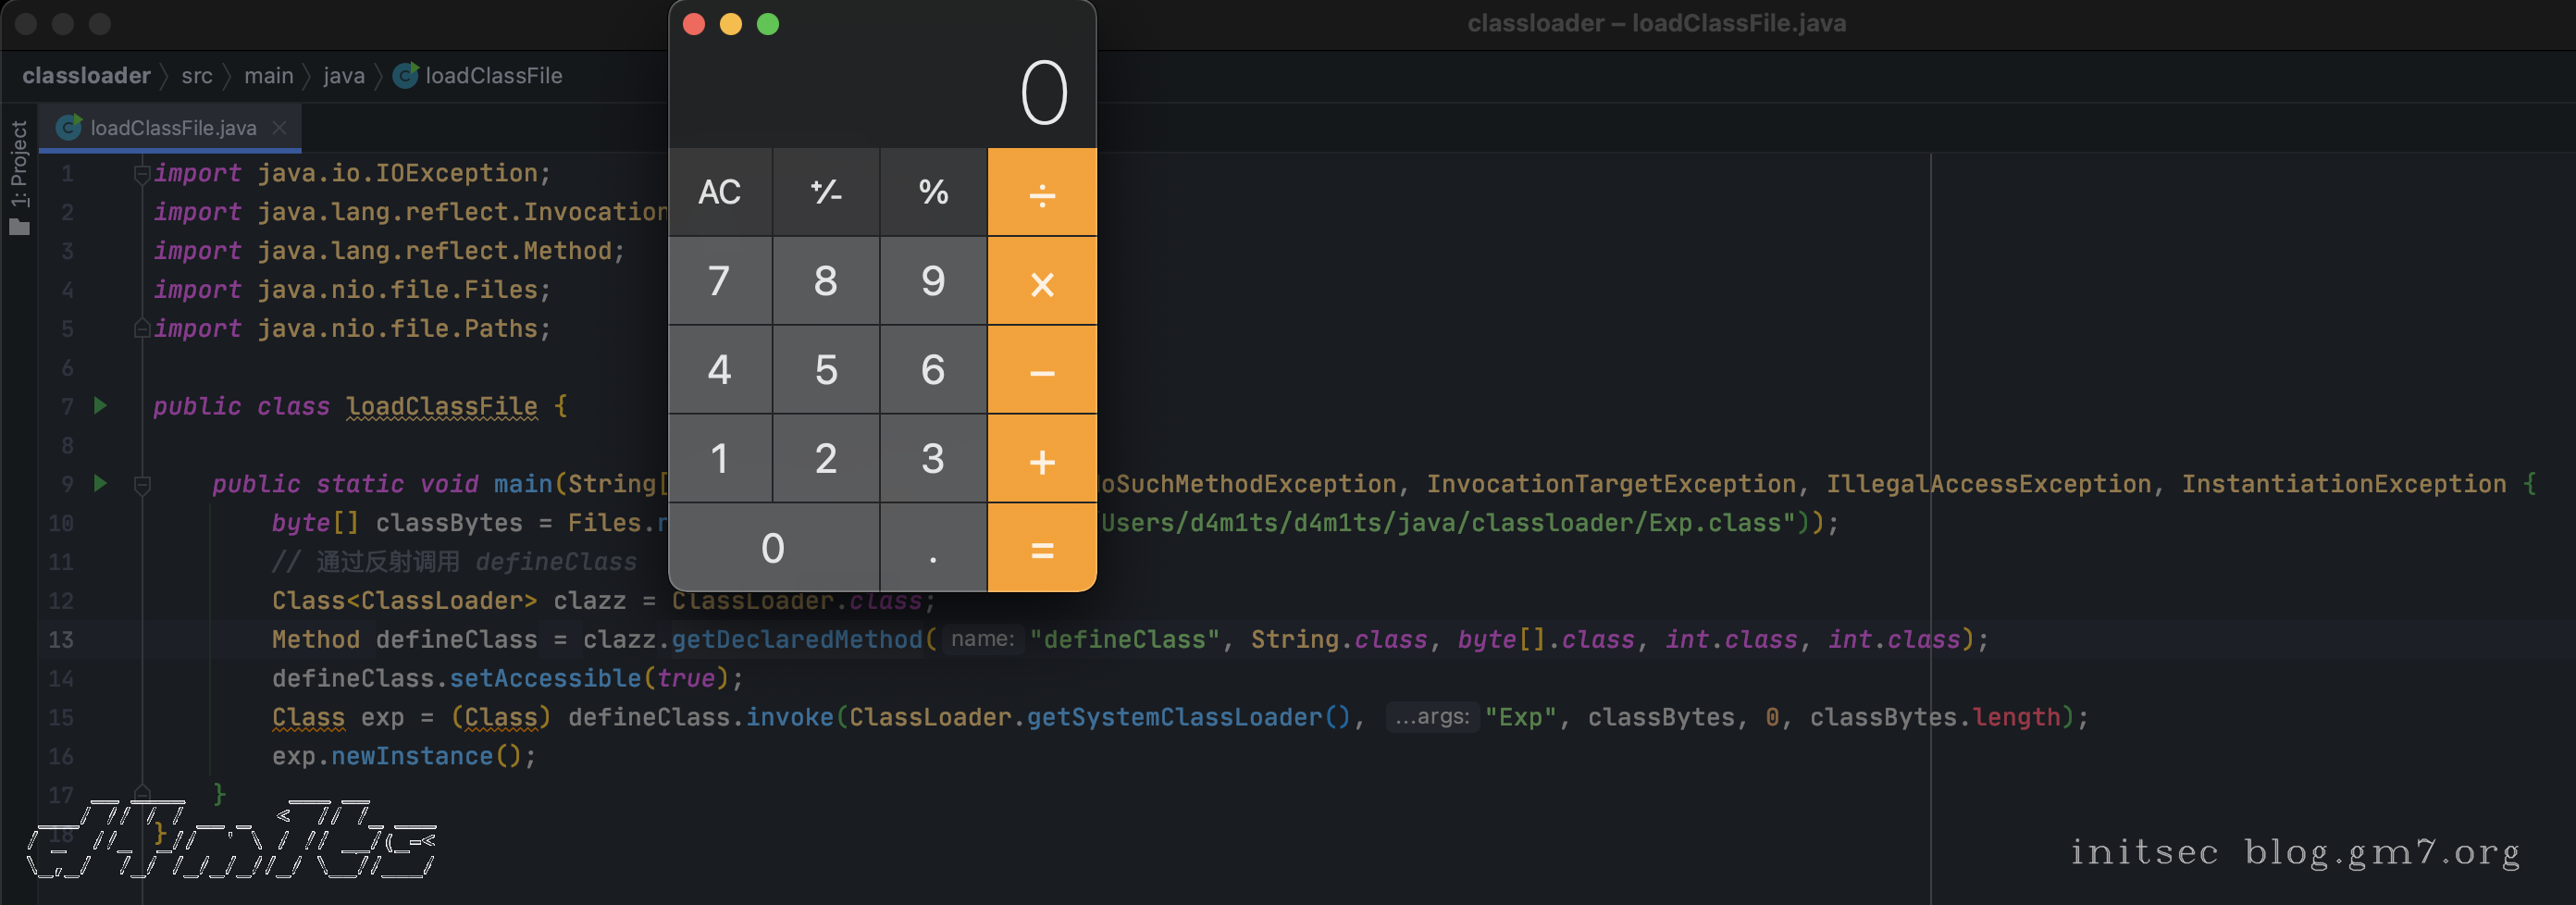 classloader – loadClassFile.java
classloader src main java loadClassFile
1: Project
loadClassFile.java
1 import java.io.IOException;
2 import java.lang.reflect.Invocation
3 import java.lang.reflect.Method;
4 import java.nio.file.Files;
5 import java.nio.file.Paths;
6
7 public class loadClassFile {
8
9 public static void main(String[ oSuchMethodException, InvocationTargetException, IllegalAccessException, InstantiationException {
10 byte[] classBytes = Files.r Users/d4m1ts/d4m1ts/java/classloader/Exp.class"));
11 // 通过反射调用 defineClass
12 Class<ClassLoader> clazz = ClassLoader.class;
13 Method defineClass = clazz.getDeclaredMethod( name: "defineClass", String.class, byte[].class, int.class, int.class);
14 defineClass.setAccessible(true);
15 Class exp = (Class) defineClass.invoke(ClassLoader.getSystemClassLoader(), ...args: "Exp", classBytes, 0, classBytes.length);
16 exp.newInstance();
17 }
18 }
0
AC +/- % ÷
7 8 9 ×
4 5 6 −
1 2 3 +
0 . =
d4m1ts
initsec blog.gm7.org